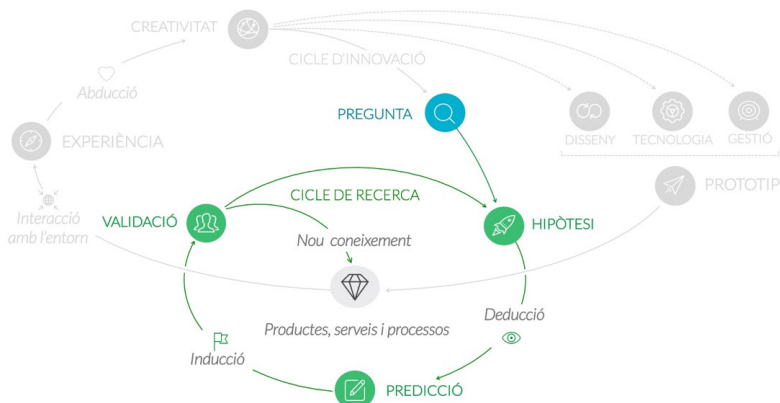 CREATIVITAT
CICLE D'INNOVACIÓ
Abducció
PREGUNTA
DISSENY
TECNOLOGIA
GESTIÓ
EXPERIÈNCIA
PROTOTIP
CICLE DE RECERCA
Interacció
amb l'entorn
VALIDACIÓ
HIPÒTESI
Nou coneixement
Deducció
Productes, serveis i processos
Inducció
PREDICCIÓ